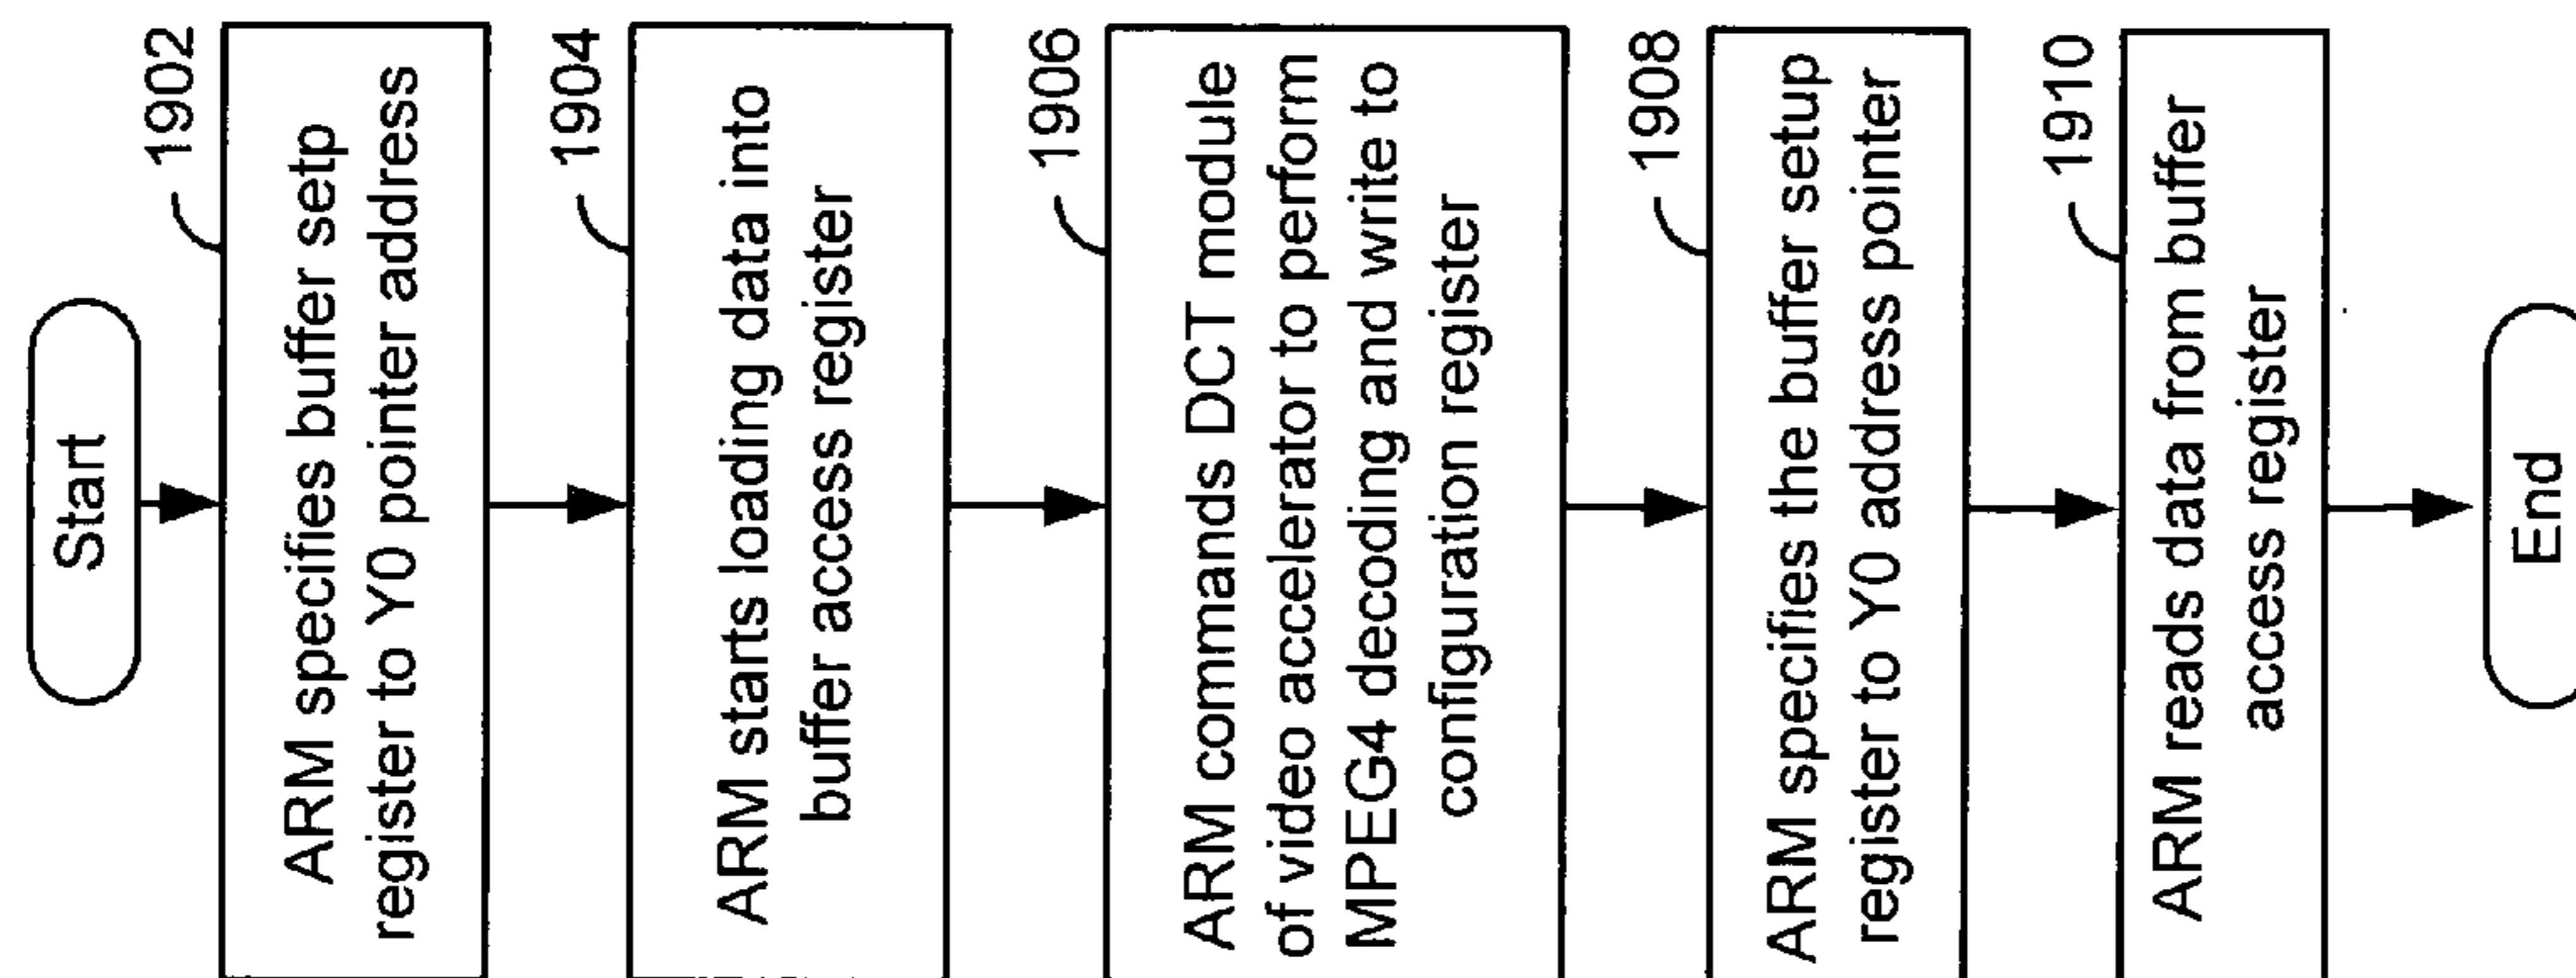 Start
1902
ARM specifies buffer setp
register to Y0 pointer address
1904
ARM starts loading data into
buffer access register
1906
ARM commands DCT module
of video accelerator to perform
MPEG4 decoding and write to
configuration register
1908
ARM specifies the buffer setup
register to Y0 address pointer
1910
ARM reads data from buffer
access register
End